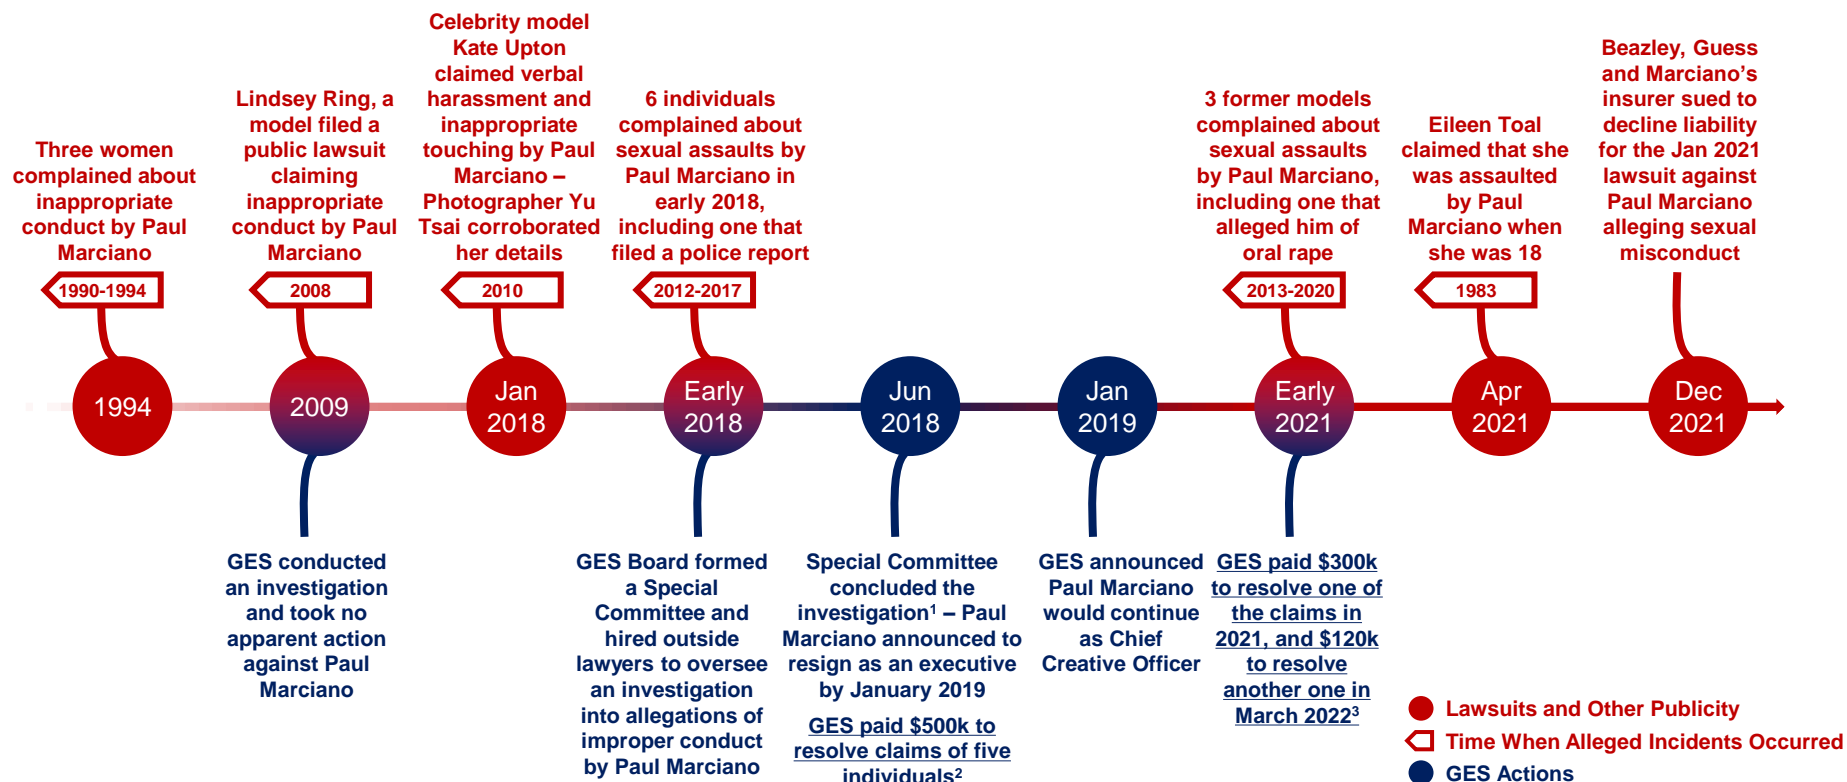 Three women
complained about
inappropriate
conduct by Paul
Marciano
1990-1994
Lindsey Ring, a
model filed a
public lawsuit
claiming
inappropriate
conduct by Paul
Marciano
2008
Celebrity model
Kate Upton
claimed verbal
harassment and
inappropriate
touching by Paul
Marciano –
Photographer Yu
Tsai corroborated
her details
2010
6 individuals
complained about
sexual assaults by
Paul Marciano in
early 2018,
including one that
filed a police report
2012-2017
3 former models
complained about
sexual assaults
by Paul Marciano,
including one that
alleged him of
oral rape
2013-2020
Eileen Toal
claimed that she
was assaulted
by Paul
Marciano when
she was 18
1983
Beazley, Guess
and Marciano’s
insurer sued to
decline liability
for the Jan 2021
lawsuit against
Paul Marciano
alleging sexual
misconduct
1994
2009
Jan
2018
Early
2018
Jun
2018
Jan
2019
Early
2021
Apr
2021
Dec
2021
GES conducted
an investigation
and took no
apparent action
against Paul
Marciano
GES Board formed
a Special
Committee and
hired outside
lawyers to oversee
an investigation
into allegations of
improper conduct
by Paul Marciano
Special Committee
concluded the
investigation¹ – Paul
Marciano announced to
resign as an executive
by January 2019
GES paid $500k to
resolve claims of five
individuals²
GES announced
Paul Marciano
would continue
as Chief
Creative Officer
GES paid $300k
to resolve one of
the claims in
2021, and $120k
to resolve
another one in
March 2022³
Lawsuits and Other Publicity
Time When Alleged Incidents Occurred
GES Actions